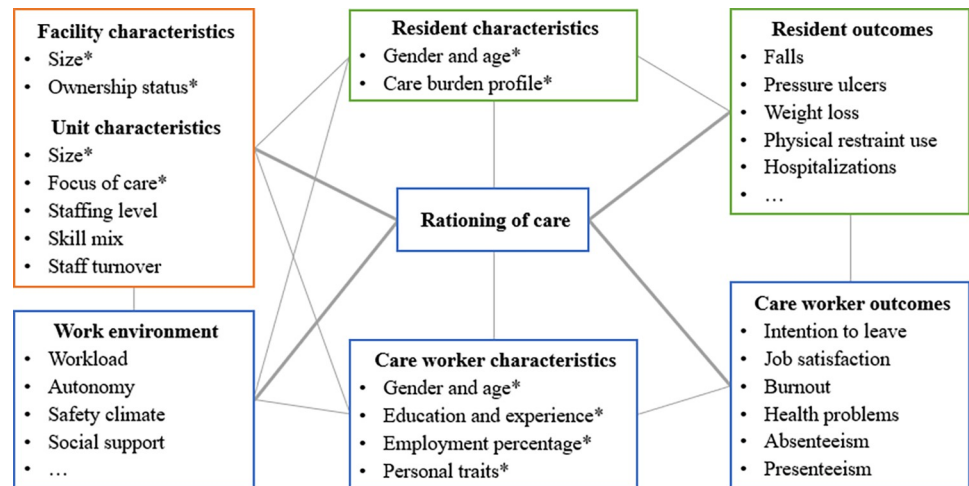 Facility characteristics
• Size*
• Ownership status*
Unit characteristics
• Size*
• Focus of care*
• Staffing level
• Skill mix
• Staff turnover
Work environment
• Workload
• Autonomy
• Safety climate
• Social support
• …
Resident characteristics
• Gender and age*
• Care burden profile*
Rationing of care
Care worker characteristics
• Gender and age*
• Education and experience*
• Employment percentage*
• Personal traits*
Resident outcomes
• Falls
• Pressure ulcers
• Weight loss
• Physical restraint use
• Hospitalizations
• …
Care worker outcomes
• Intention to leave
• Job satisfaction
• Burnout
• Health problems
• Absenteeism
• Presenteeism